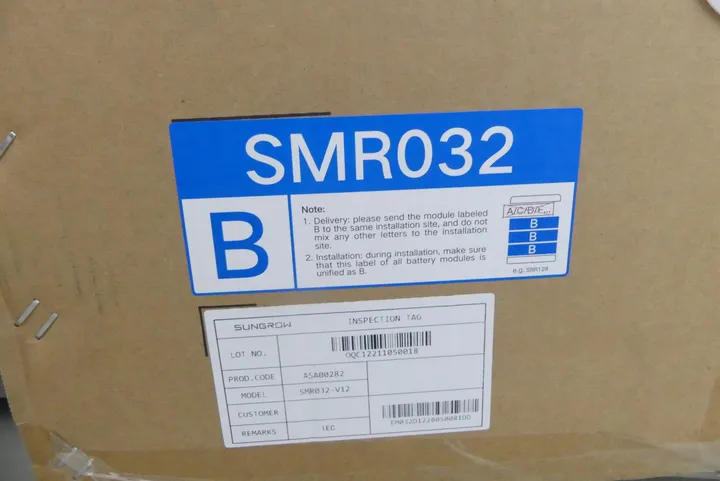 SMR032
B
Note:
1. Delivery: please send the module labeled
B to the same installation site, and do not
mix any other letters to the installation
site.
2. Installation: during installation, make sure
that this label of all battery modules is
unified as B.
A/C/D/E...
B
B
B
e.g. SBR128
SUNGROW
INSPECTION TAG
LOT NO.
OQC12211050018
PROD.CODE
ASA00282
MODEL
SMR032-V12
CUSTOMER
REMARKS
IEC